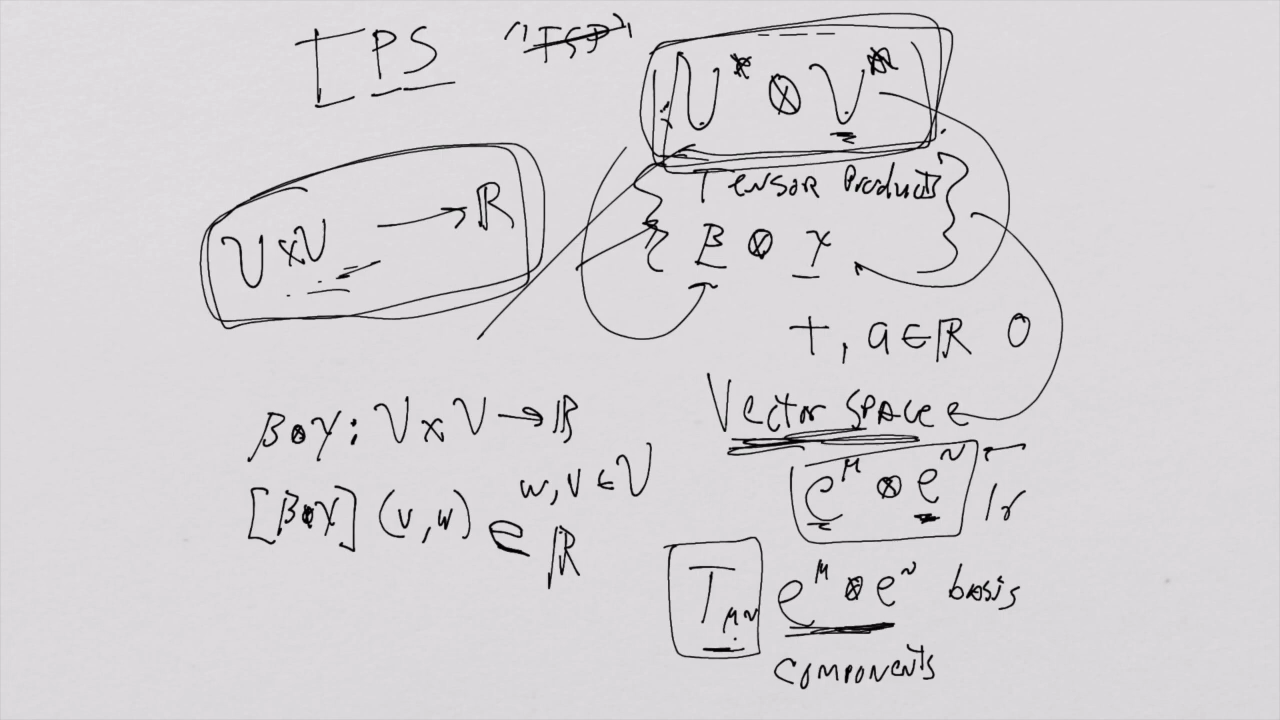 TPS "TSP"
V* ⊗ V*
TENSOR Products
V×V → ℝ
β ⊗ γ
+, a ∈ ℝ 0
Vector SPACE
β⊗γ : V × V → ℝ
e^μ ⊗ e^ν
w, v ∈ V
[β⊗γ] (v, w) ∈ ℝ
T_μν e^μ ⊗ e^ν basis
COMPONENTS